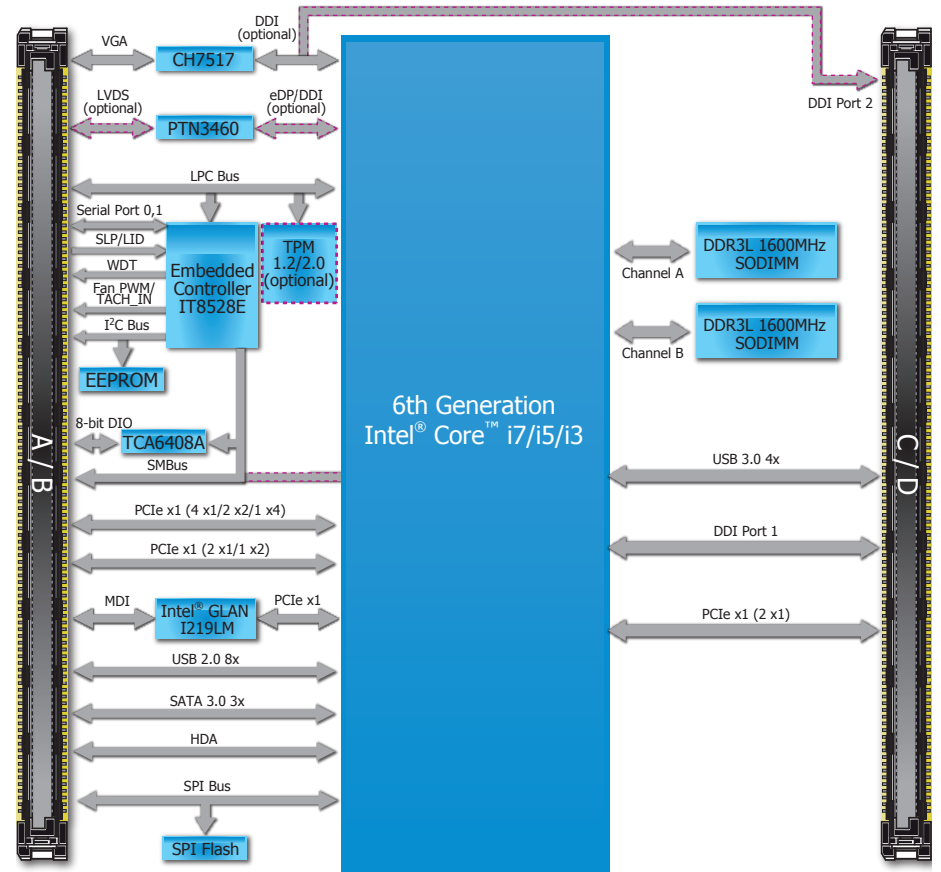 DDI
(optional)
VGA
CH7517
DDI Port 2
LVDS
(optional)
eDP/DDI
(optional)
PTN3460
LPC Bus
Serial Port 0,1
SLP/LID
WDT
Fan PWM/
TACH_IN
I²C Bus
Embedded
Controller
IT8528E
TPM
1.2/2.0
(optional)
EEPROM
8-bit DIO
TCA6408A
SMBus
A / B
PCIe x1 (4 x1/2 x2/1 x4)
PCIe x1 (2 x1/1 x2)
MDI
Intel® GLAN
I219LM
PCIe x1
USB 2.0 8x
SATA 3.0 3x
HDA
SPI Bus
SPI Flash
6th Generation
Intel® Core™ i7/i5/i3
Channel A
DDR3L 1600MHz
SODIMM
Channel B
DDR3L 1600MHz
SODIMM
USB 3.0 4x
DDI Port 1
PCIe x1 (2 x1)
C / D